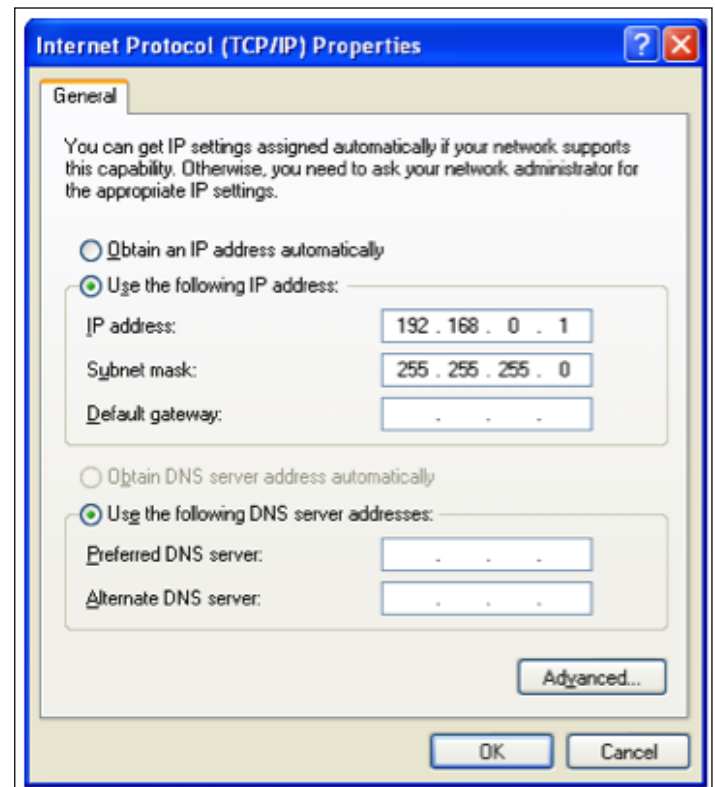 Internet Protocol (TCP/IP) Properties
General
You can get IP settings assigned automatically if your network supports
this capability. Otherwise, you need to ask your network administrator for
the appropriate IP settings.
Obtain an IP address automatically
Use the following IP address:
IP address: 192 . 168 . 0 . 1
Subnet mask: 255 . 255 . 255 . 0
Default gateway: . . .
Obtain DNS server address automatically
Use the following DNS server addresses:
Preferred DNS server: . . .
Alternate DNS server: . . .
Advanced...
OK Cancel